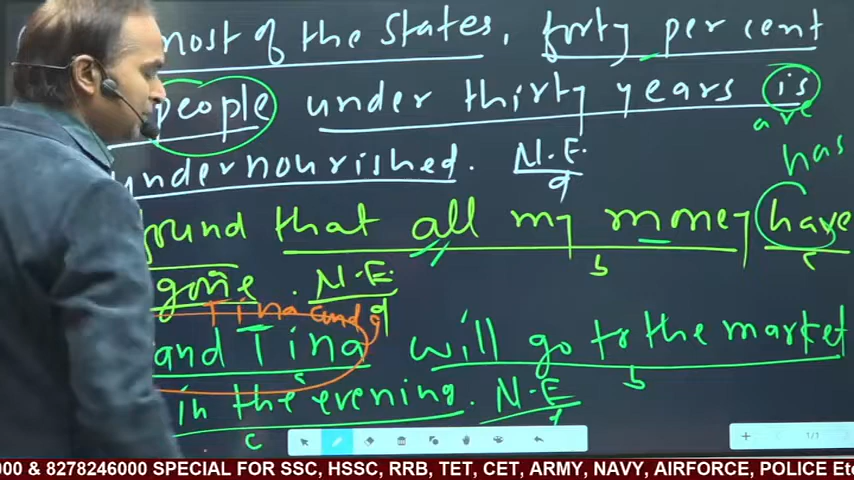 most of the States, forty per cent
people under thirty years is
are
undernourished. N.E.
d
has
found that all my money have
b c
gone. N.E.
d
Tina and I
and Tina will go to the market
a b
in the evening. N.E.
c d
1/1
000 & 8278246000 SPECIAL FOR SSC, HSSC, RRB, TET, CET, ARMY, NAVY, AIRFORCE, POLICE Etc